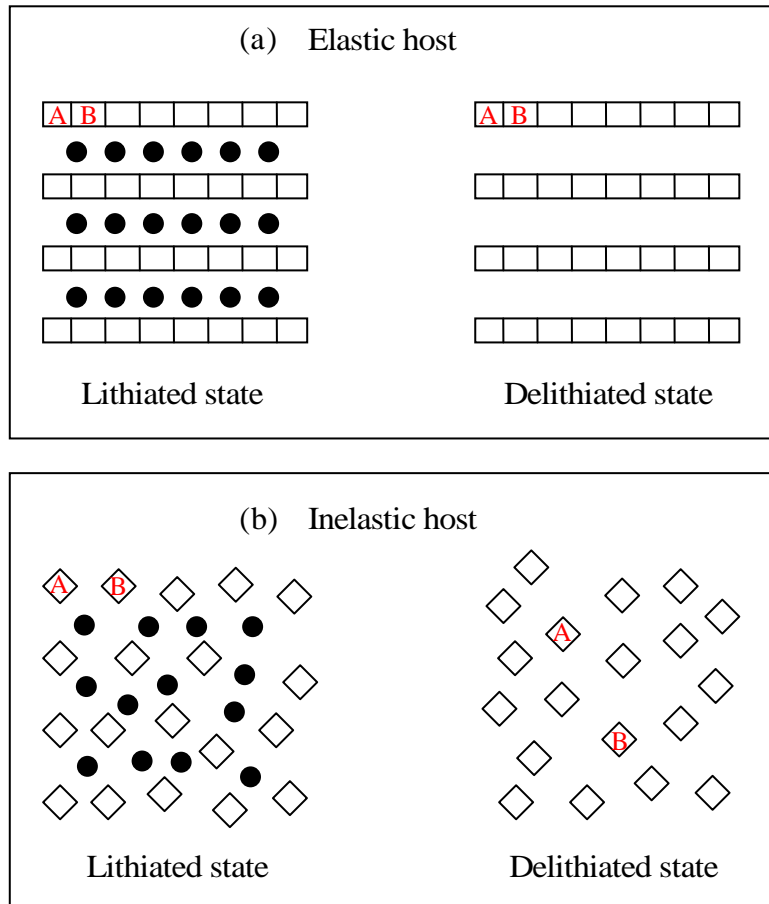 (a) Elastic host
A B
A B
Lithiated state
Delithiated state
(b) Inelastic host
A B
A
B
Lithiated state
Delithiated state